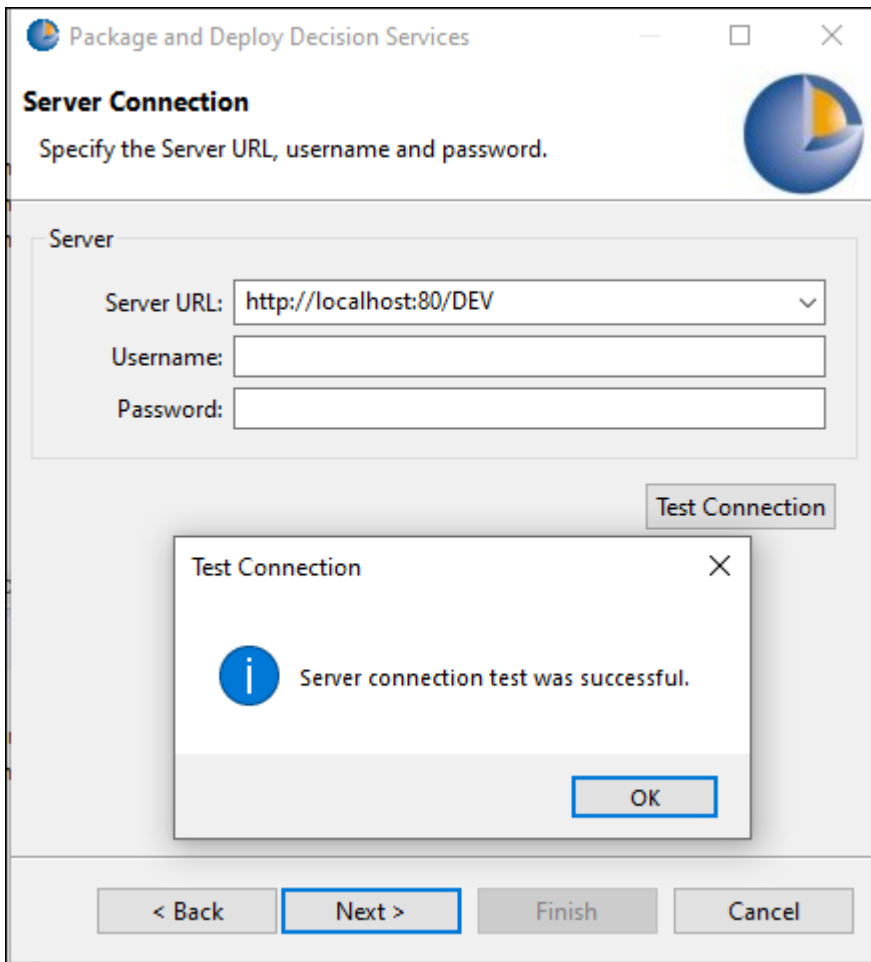 Package and Deploy Decision Services
Server Connection
Specify the Server URL, username and password.
Server
Server URL: http://localhost:80/DEV
Username:
Password:
Test Connection
Test Connection
Server connection test was successful.
OK
< Back Next > Finish Cancel